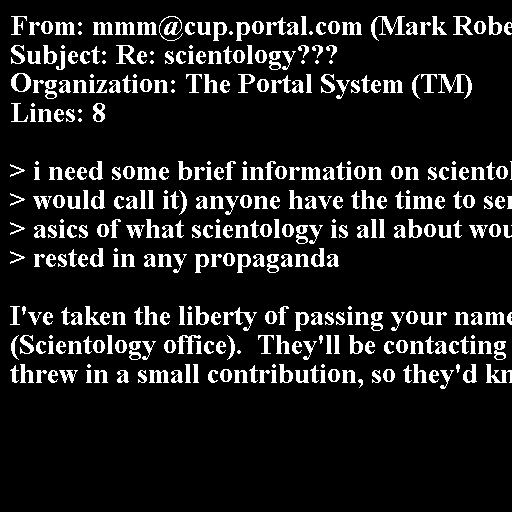 From: mmm@cup.portal.com (Mark Robe
Subject: Re: scientology???
Organization: The Portal System (TM)
Lines: 8

> i need some brief information on scientol
> would call it) anyone have the time to se
> asics of what scientology is all about wou
> rested in any propaganda

I've taken the liberty of passing your name
(Scientology office).  They'll be contacting
threw in a small contribution, so they'd kn